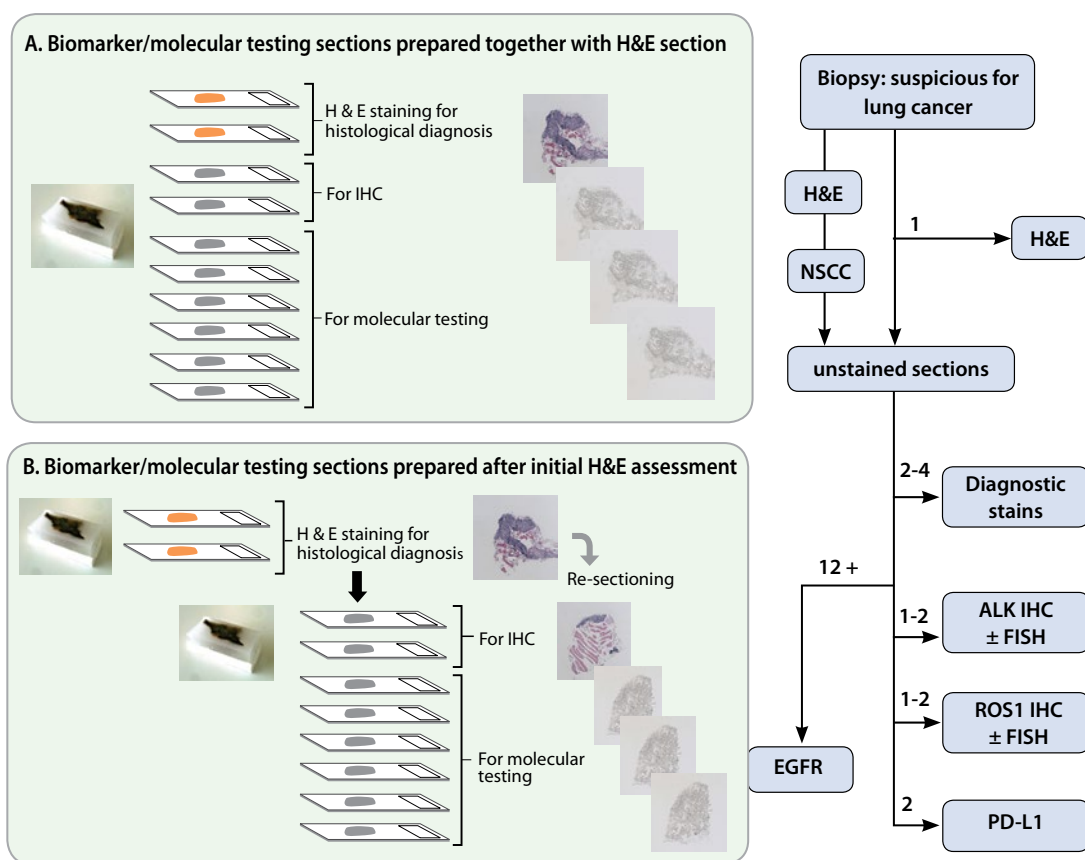 A. Biomarker/molecular testing sections prepared together with H&E section
H & E staining for
histological diagnosis
For IHC
For molecular testing
B. Biomarker/molecular testing sections prepared after initial H&E assessment
H & E staining for
histological diagnosis
Re-sectioning
For IHC
For molecular
testing
Biopsy: suspicious for
lung cancer
H&E
1
H&E
NSCC
unstained sections
2-4
Diagnostic
stains
12 +
1-2
ALK IHC
± FISH
1-2
ROS1 IHC
± FISH
EGFR
2
PD-L1